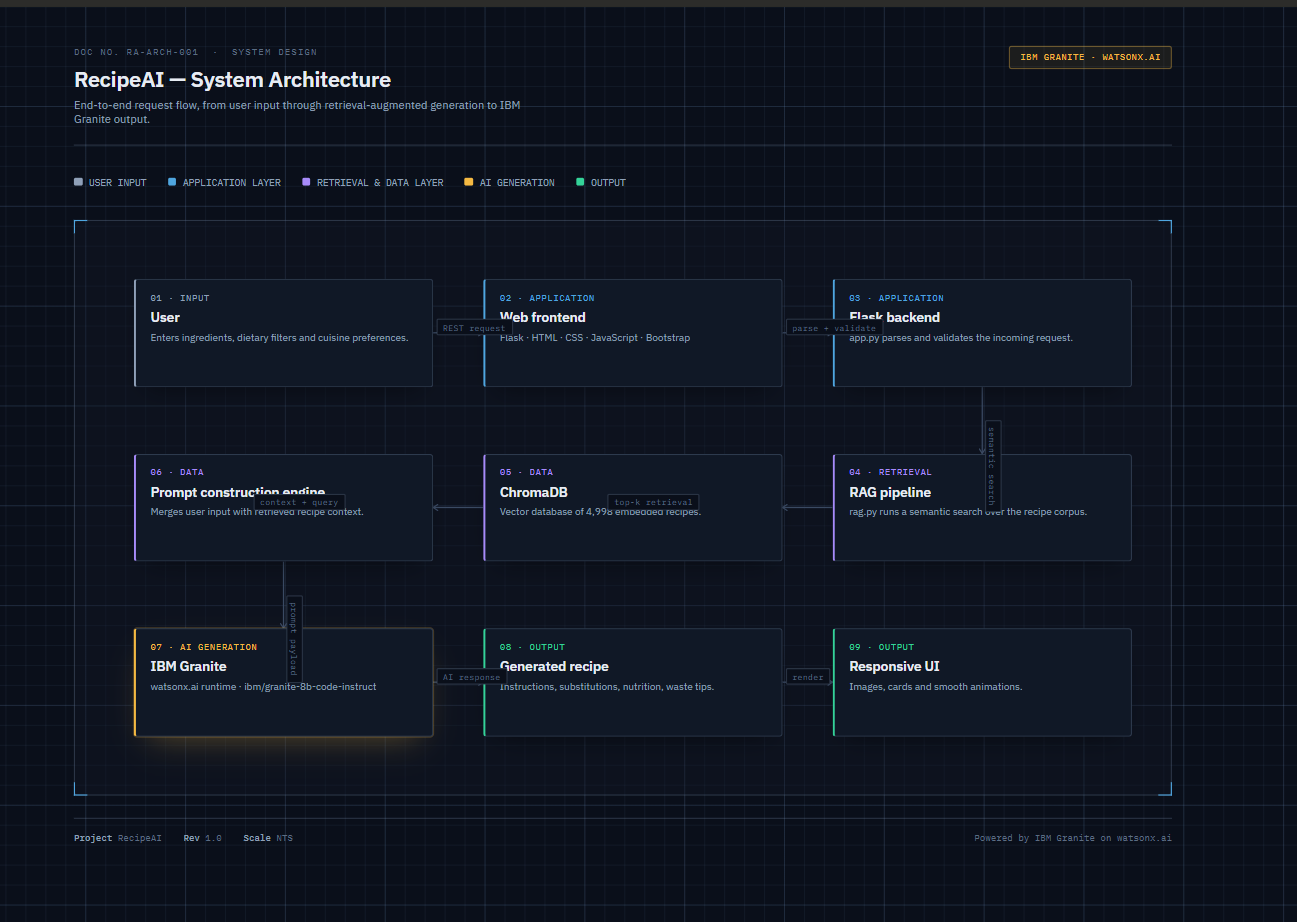 DOC NO. RA-ARCH-001 · SYSTEM DESIGN
IBM GRANITE · WATSONX.AI
RecipeAI — System Architecture
End-to-end request flow, from user input through retrieval-augmented generation to IBM
Granite output.
USER INPUT
APPLICATION LAYER
RETRIEVAL & DATA LAYER
AI GENERATION
OUTPUT
01 · INPUT
User
Enters ingredients, dietary filters and cuisine preferences.
REST request
02 · APPLICATION
Web frontend
Flask · HTML · CSS · JavaScript · Bootstrap
parse + validate
03 · APPLICATION
Flask backend
app.py parses and validates the incoming request.
semantic search
06 · DATA
Prompt construction engine
Merges user input with retrieved recipe context.
context + query
05 · DATA
ChromaDB
Vector database of 4,998 embedded recipes.
top-k retrieval
04 · RETRIEVAL
RAG pipeline
rag.py runs a semantic search over the recipe corpus.
prompt payload
07 · AI GENERATION
IBM Granite
watsonx.ai runtime · ibm/granite-8b-code-instruct
AI response
08 · OUTPUT
Generated recipe
Instructions, substitutions, nutrition, waste tips.
render
09 · OUTPUT
Responsive UI
Images, cards and smooth animations.
Project RecipeAI Rev 1.0 Scale NTS
Powered by IBM Granite on watsonx.ai